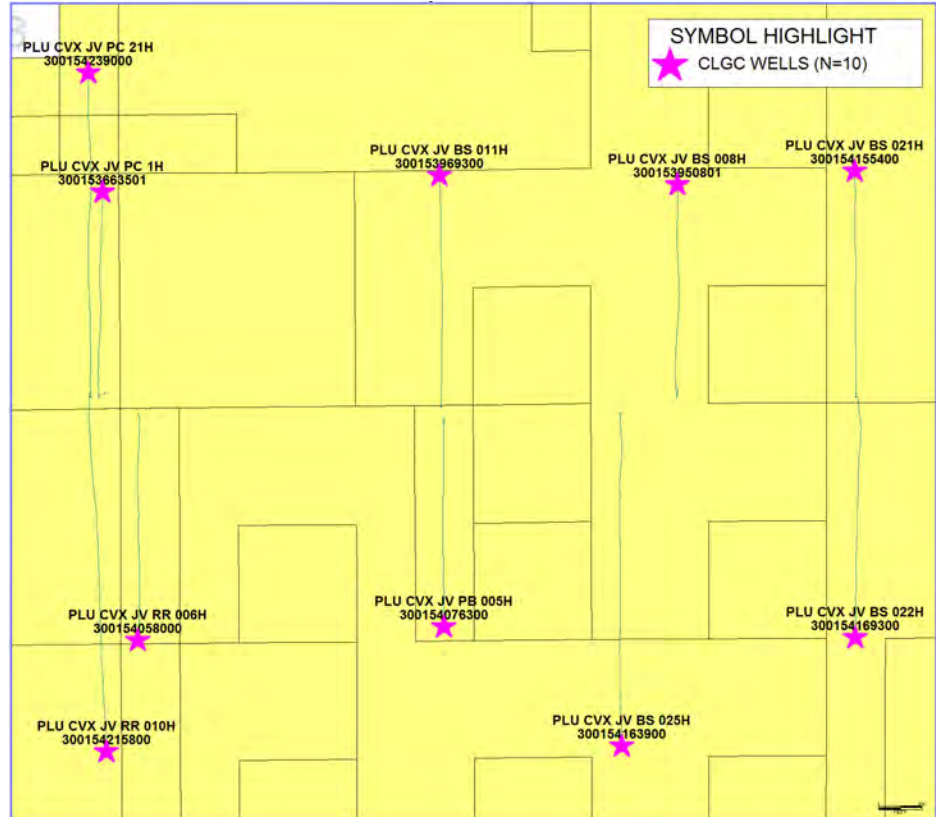 SYMBOL HIGHLIGHT
CLGC WELLS (N=10)
PLU CVX JV PC 21H
300154239000
PLU CVX JV PC 1H
300153663501
PLU CVX JV BS 011H
300153969300
PLU CVX JV BS 008H
300153950801
PLU CVX JV BS 021H
300154155400
PLU CVX JV RR 006H
300154058000
PLU CVX JV PB 005H
300154076300
PLU CVX JV BS 022H
300154169300
PLU CVX JV RR 010H
300154215800
PLU CVX JV BS 025H
300154163900